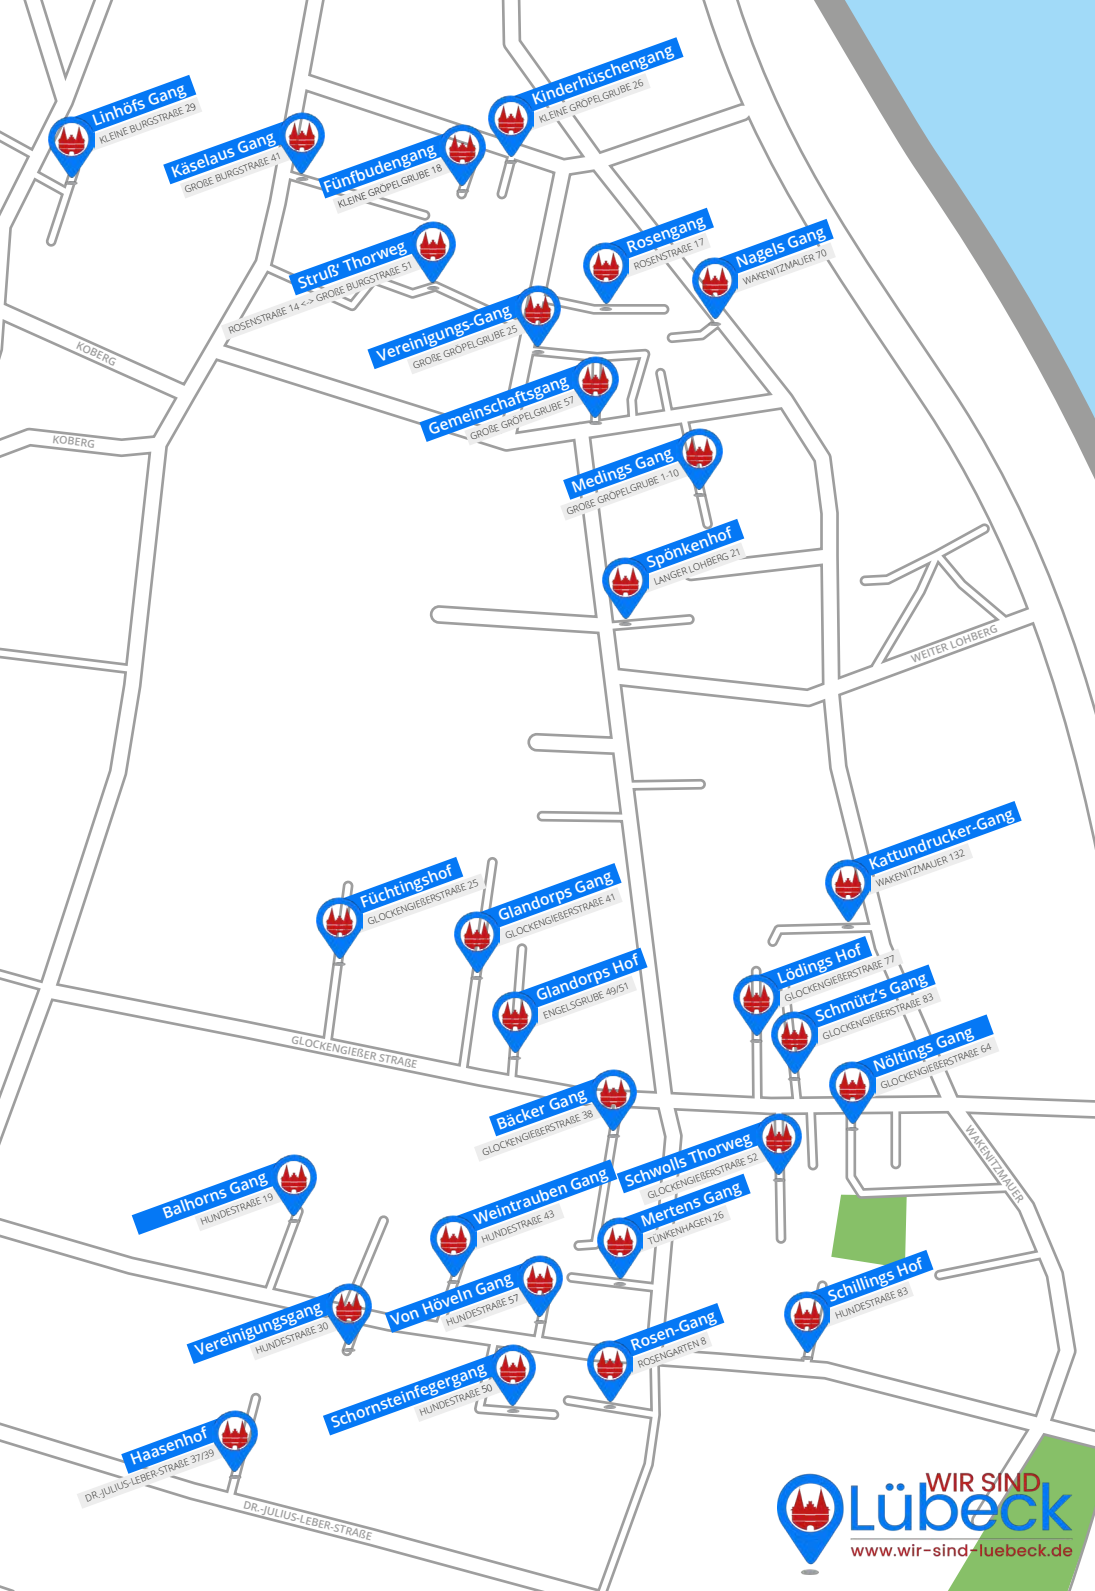 Kinderhüschengang
KLEINE GRÖPELGRUBE 26
Linhöfs Gang
KLEINE BURGSTRAßE 29
Käselaus Gang
GROßE BURGSTRAßE 41
Fünfbudengang
KLEINE GRÖPELGRUBE 18
Rosengang
ROSENSTRAßE 17
Nagels Gang
WAKENITZMAUER 70
Struß' Thorweg
ROSENSTRAßE 14 <-> GROßE BURGSTRAßE 51
Vereinigungs-Gang
GROßE GRÖPELGRUBE 25
KOBERG
Gemeinschaftsgang
GROßE GRÖPELGRUBE 57
KOBERG
Medings Gang
GROßE GRÖPELGRUBE 1-10
Spönkenhof
LANGER LOHBERG 21
WEITER LOHBERG
Kattundrucker-Gang
WAKENITZMAUER 132
Füchtingshof
GLOCKENGIEßERSTRAßE 25
Glandorps Gang
GLOCKENGIEßERSTRAßE 41
Glandorps Hof
ENGELSGRUBE 49/51
Lödings Hof
GLOCKENGIEßERSTRAßE 77
Schmütz's Gang
GLOCKENGIEßERSTRAßE 83
Nöltings Gang
GLOCKENGIEßERSTRAßE 64
GLOCKENGIEßER STRAßE
Bäcker Gang
GLOCKENGIEßERSTRAßE 38
Schwolls Thorweg
GLOCKENGIEßERSTRAßE 52
WAKENITZMAUER
Balhorns Gang
HUNDESTRAßE 19
Weintrauben Gang
HUNDESTRAßE 43
Mertens Gang
TÜNKENHAGEN 26
Von Höveln Gang
HUNDESTRAßE 57
Schillings Hof
HUNDESTRAßE 83
Vereinigungsgang
HUNDESTRAßE 30
Rosen-Gang
ROSENGARTEN 8
Schornsteinfegergang
HUNDESTRAßE 50
Haasenhof
DR.-JULIUS-LEBER-STRAßE 37/39
DR.-JULIUS-LEBER-STRAßE
WIR SIND
Lübeck
www.wir-sind-luebeck.de